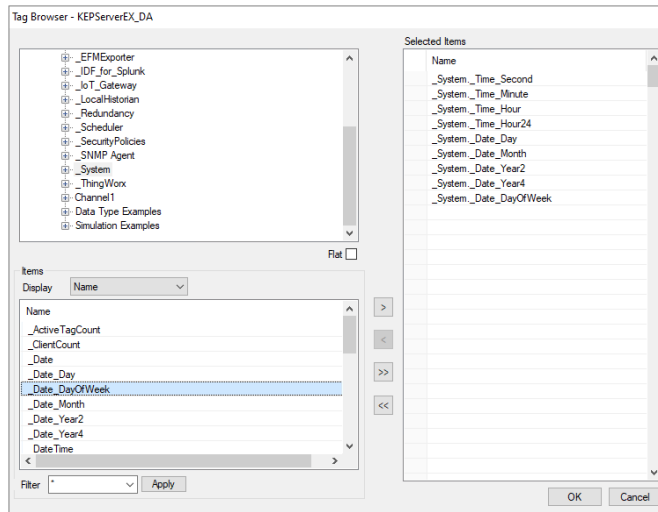 Tag Browser - KEPServerEX_DA
_EFMExporter
_IDF_for_Splunk
_IoT_Gateway
_LocalHistorian
_Redundancy
_Scheduler
_SecurityPolicies
_SNMP Agent
_System
_ThingWorx
Channel1
Data Type Examples
Simulation Examples
Flat
Items
Display Name
Name
_ActiveTagCount
_ClientCount
_Date
_Date_Day
_Date_DayOfWeek
_Date_Month
_Date_Year2
_Date_Year4
_DateTime
Filter * Apply
>
<
>>
<<
Selected Items
Name
_System._Time_Second
_System._Time_Minute
_System._Time_Hour
_System._Time_Hour24
_System._Date_Day
_System._Date_Month
_System._Date_Year2
_System._Date_Year4
_System._Date_DayOfWeek
OK Cancel